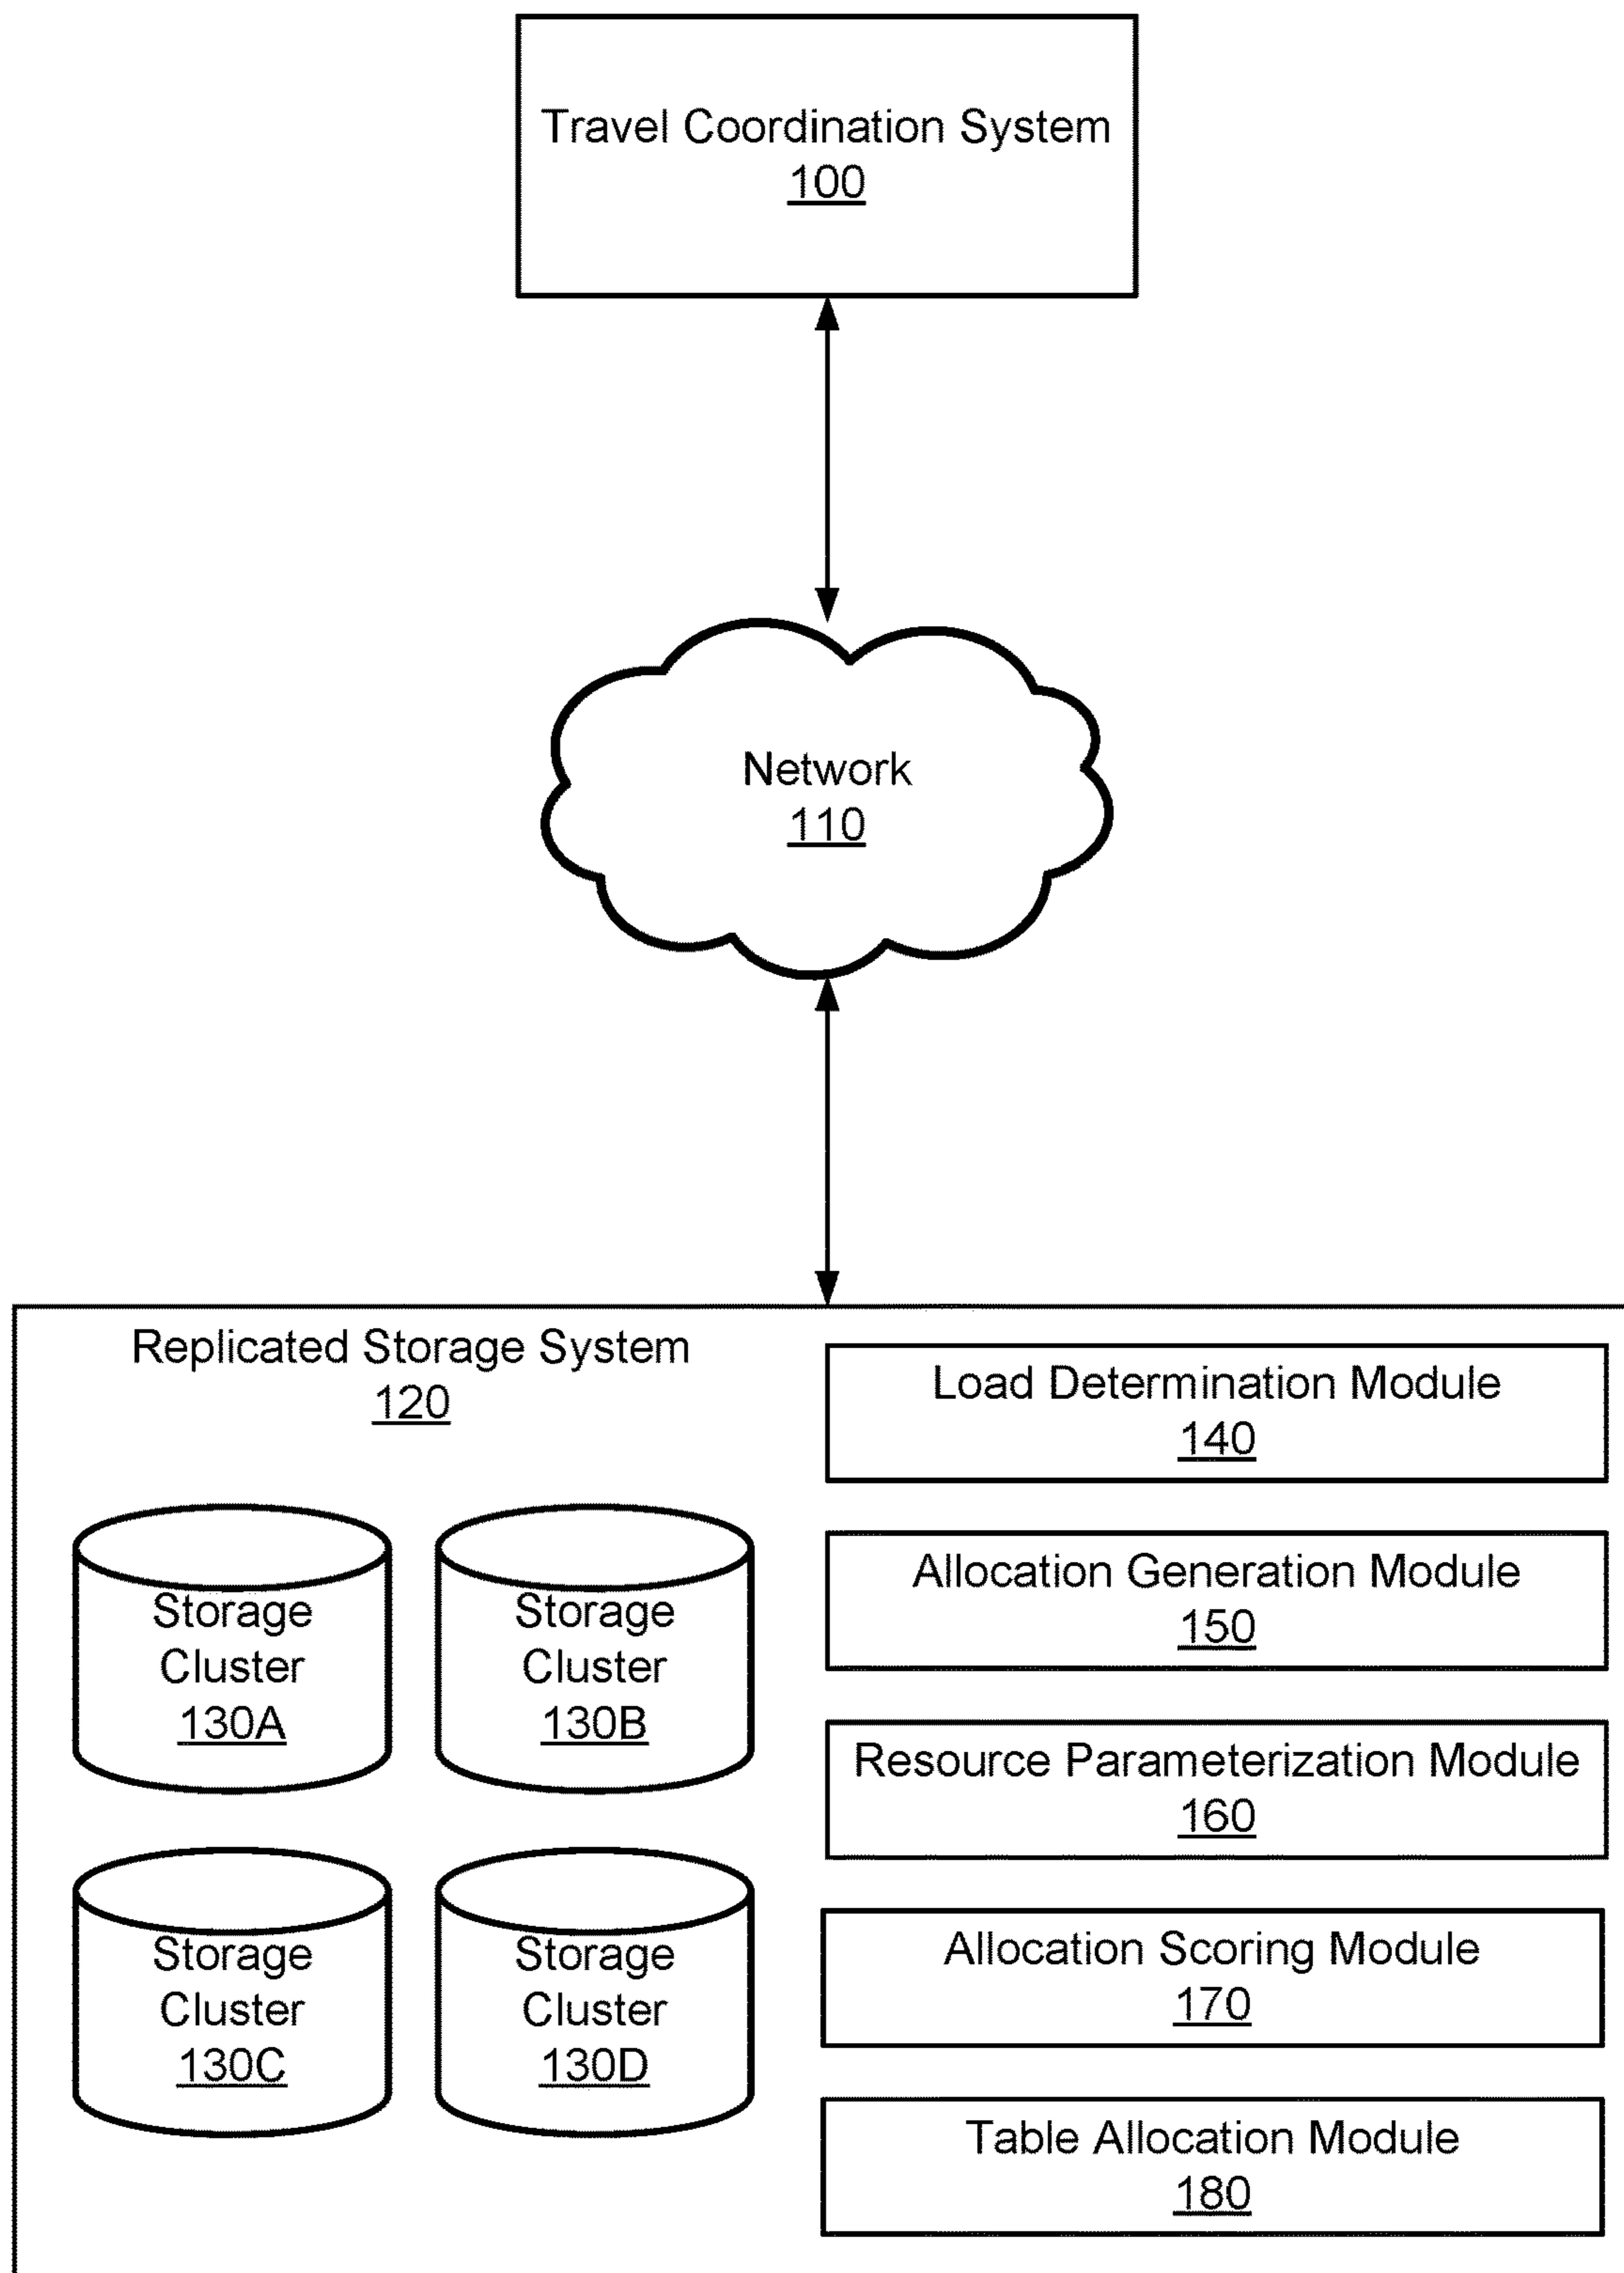 Travel Coordination System
100
Network
110
Replicated Storage System
120
Storage
Cluster
130A
Storage
Cluster
130B
Storage
Cluster
130C
Storage
Cluster
130D
Load Determination Module
140
Allocation Generation Module
150
Resource Parameterization Module
160
Allocation Scoring Module
170
Table Allocation Module
180